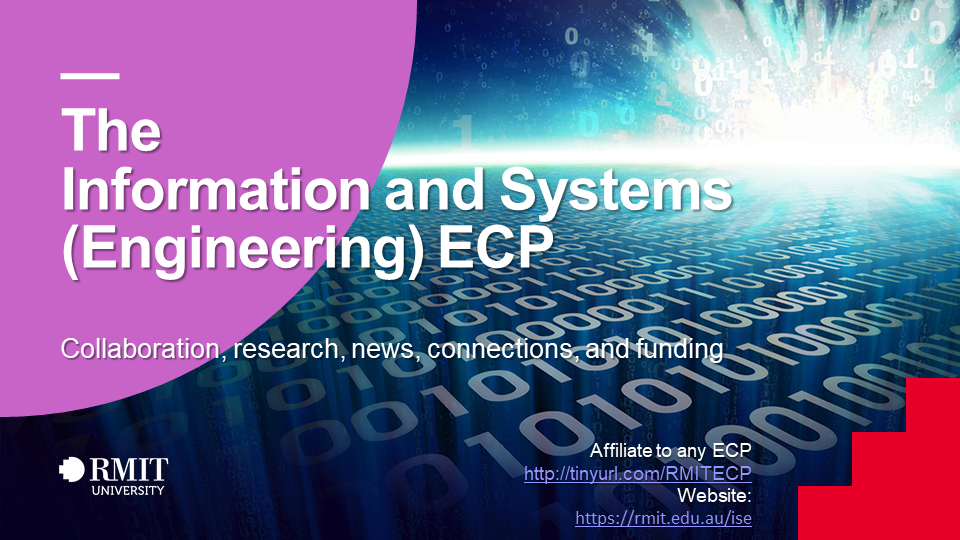 The
Information and Systems
(Engineering) ECP
Collaboration, research, news, connections, and funding
Affiliate to any ECP
http://tinyurl.com/RMITECP
Website:
https://rmit.edu.au/ise
RMIT
UNIVERSITY